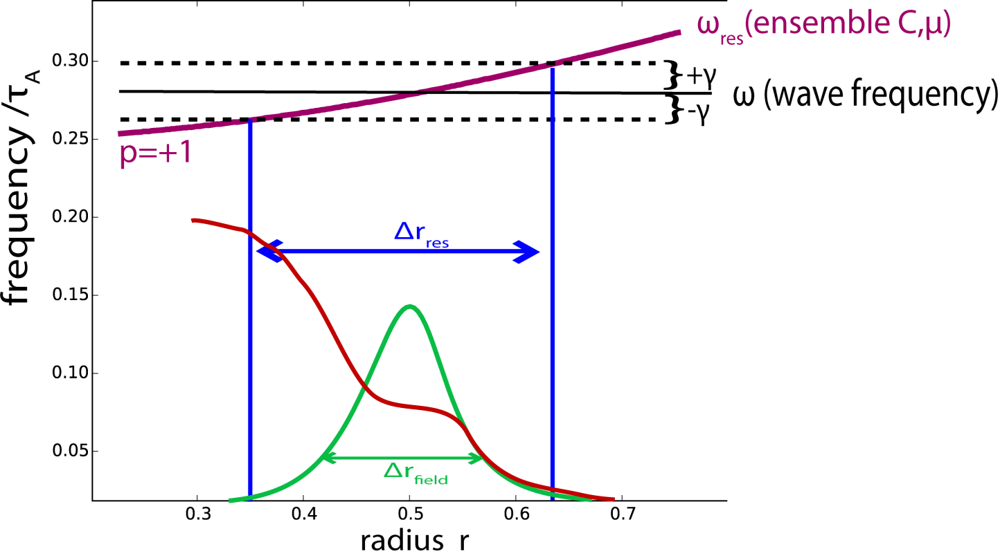 ω_res(ensemble C,μ)
0.30
}+γ
ω (wave frequency)
}-γ
0.25
p=+1
frequency /τ_A
0.20
Δr_res
0.15
0.10
0.05
Δr_field
0.3 0.4 0.5 0.6 0.7
radius r